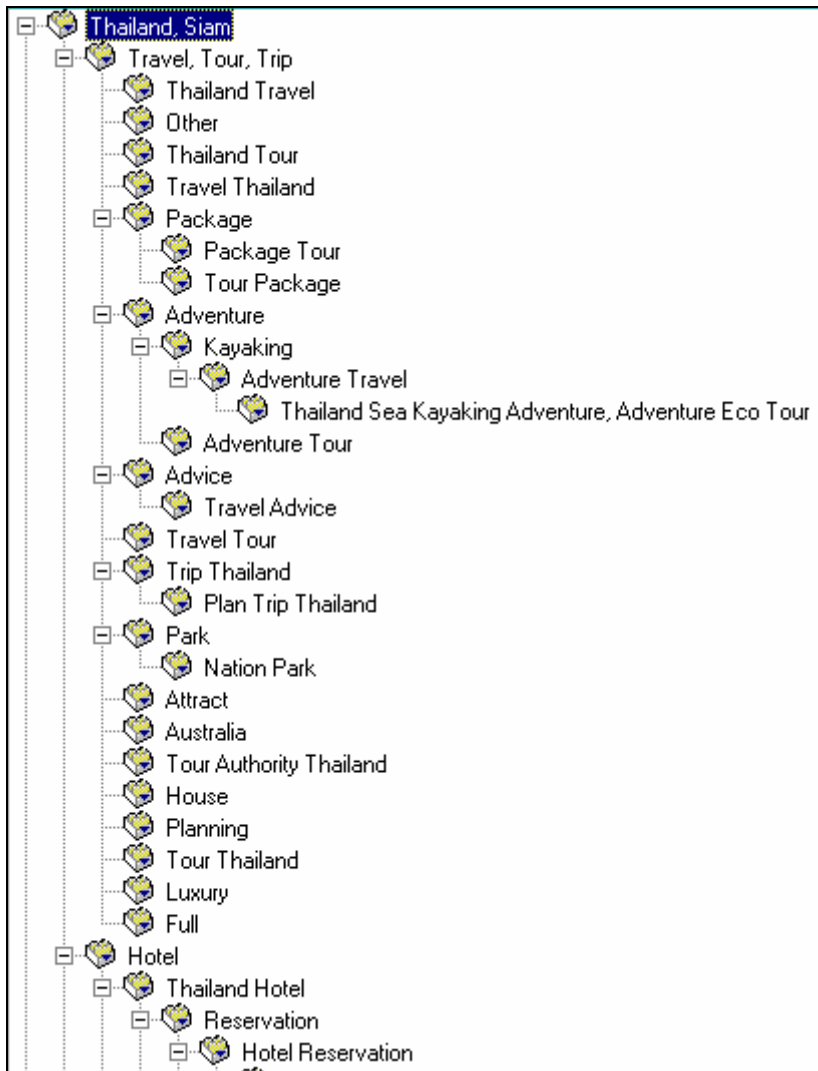 Thailand, Siam
Travel, Tour, Trip
Thailand Travel
Other
Thailand Tour
Travel Thailand
Package
Package Tour
Tour Package
Adventure
Kayaking
Adventure Travel
Thailand Sea Kayaking Adventure, Adventure Eco Tour
Adventure Tour
Advice
Travel Advice
Travel Tour
Trip Thailand
Plan Trip Thailand
Park
Nation Park
Attract
Australia
Tour Authority Thailand
House
Planning
Tour Thailand
Luxury
Full
Hotel
Thailand Hotel
Reservation
Hotel Reservation